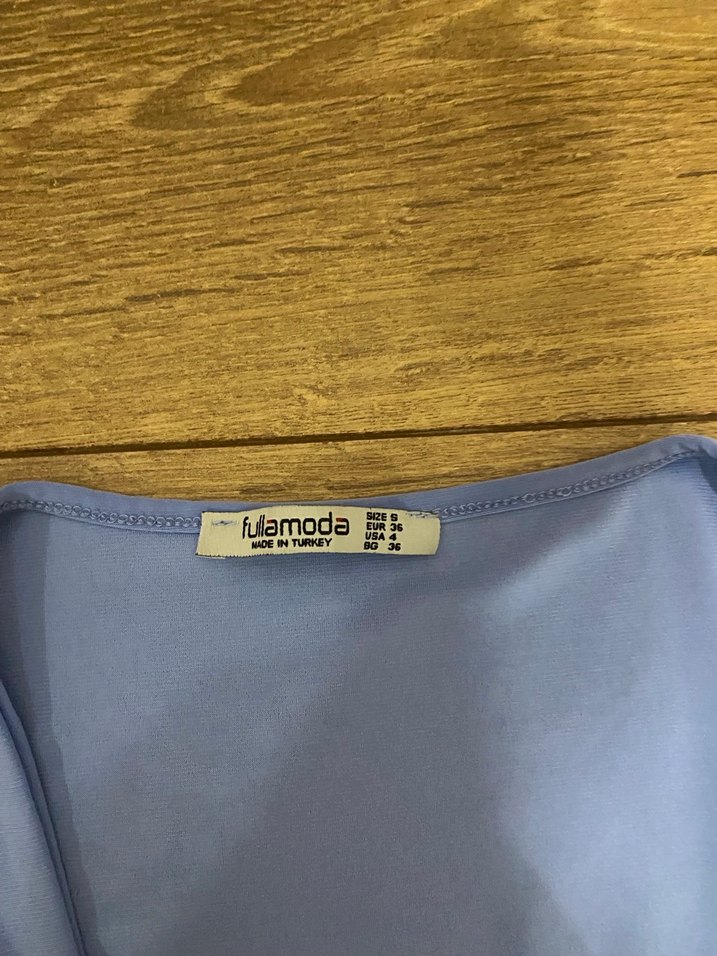 fullamoda
MADE IN TURKEY
SIZE S
EUR 36
USA 4
BG 36